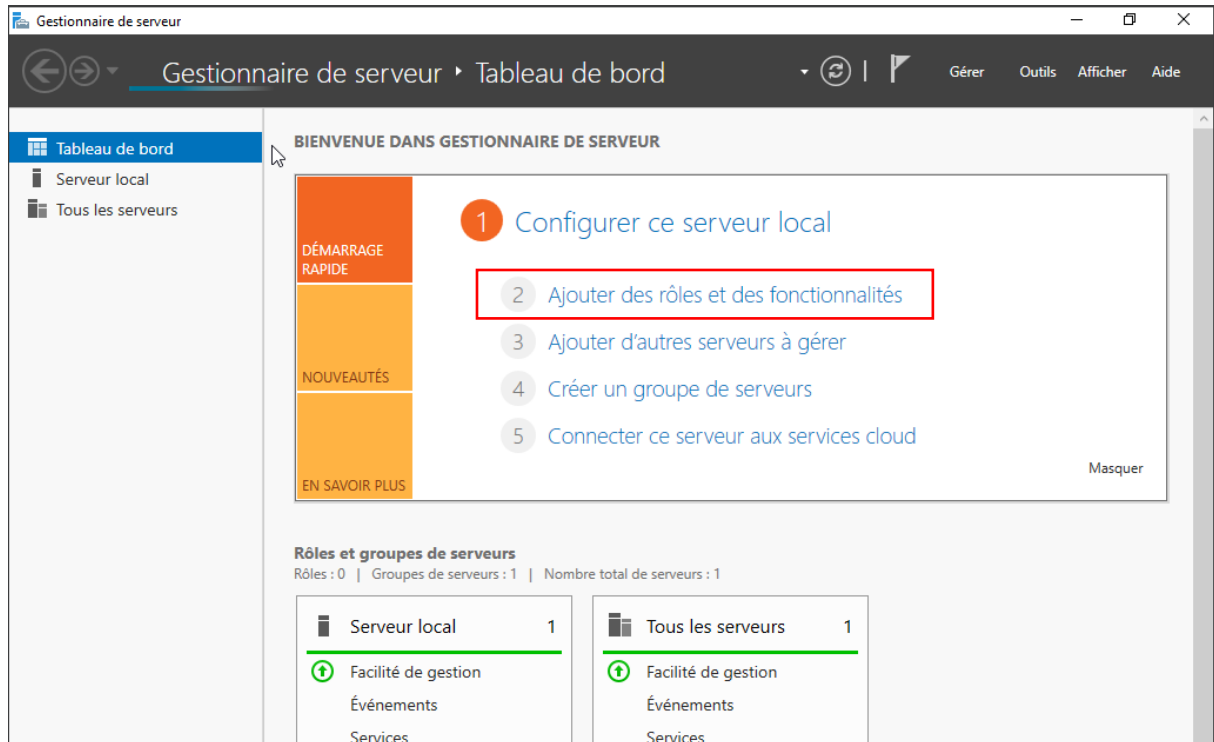 Gestionnaire de serveur
Gestionnaire de serveur ‣ Tableau de bord
Gérer Outils Afficher Aide
Tableau de bord
Serveur local
Tous les serveurs
BIENVENUE DANS GESTIONNAIRE DE SERVEUR
DÉMARRAGE
RAPIDE
NOUVEAUTÉS
EN SAVOIR PLUS
1 Configurer ce serveur local
2 Ajouter des rôles et des fonctionnalités
3 Ajouter d’autres serveurs à gérer
4 Créer un groupe de serveurs
5 Connecter ce serveur aux services cloud
Masquer
Rôles et groupes de serveurs
Rôles : 0 | Groupes de serveurs : 1 | Nombre total de serveurs : 1
Serveur local 1
Facilité de gestion
Événements
Services
Tous les serveurs 1
Facilité de gestion
Événements
Services